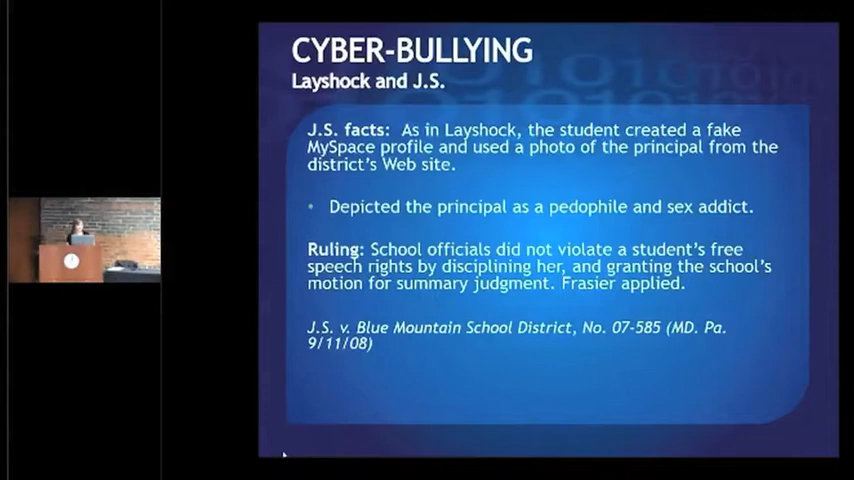 CYBER-BULLYING
Layshock and J.S.
J.S. facts: As in Layshock, the student created a fake
MySpace profile and used a photo of the principal from the
district's Web site.
• Depicted the principal as a pedophile and sex addict.
Ruling: School officials did not violate a student's free
speech rights by disciplining her, and granting the school's
motion for summary judgment. Frasier applied.
J.S. v. Blue Mountain School District, No. 07-585 (MD. Pa.
9/11/08)